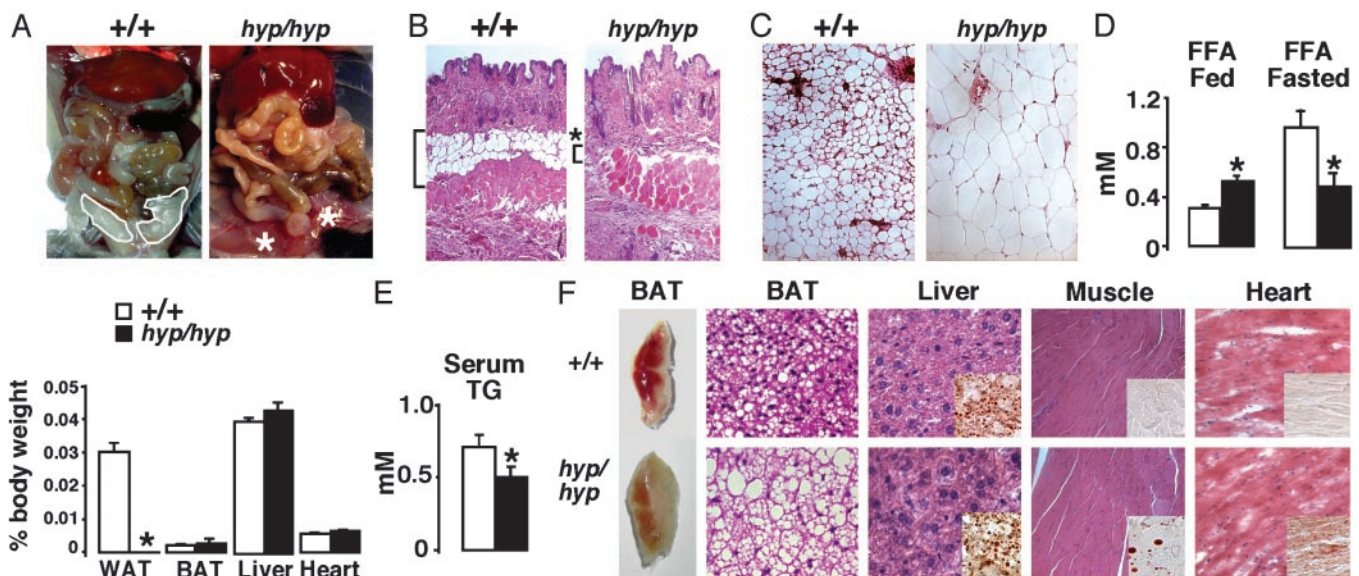 A
+/+
hyp/hyp
B
+/+
hyp/hyp
*
C
+/+
hyp/hyp
D
FFA
Fed
FFA
Fasted
mM
1.2
0.8
0.4
0
*
*
*
*
+/+
hyp/hyp
% body weight
0.05
0.04
0.03
0.02
0.01
0
*
WAT
BAT
Liver
Heart
E
Serum
TG
mM
1.0
0.5
0
*
F
BAT
BAT
Liver
Muscle
Heart
+/+
hyp/
hyp